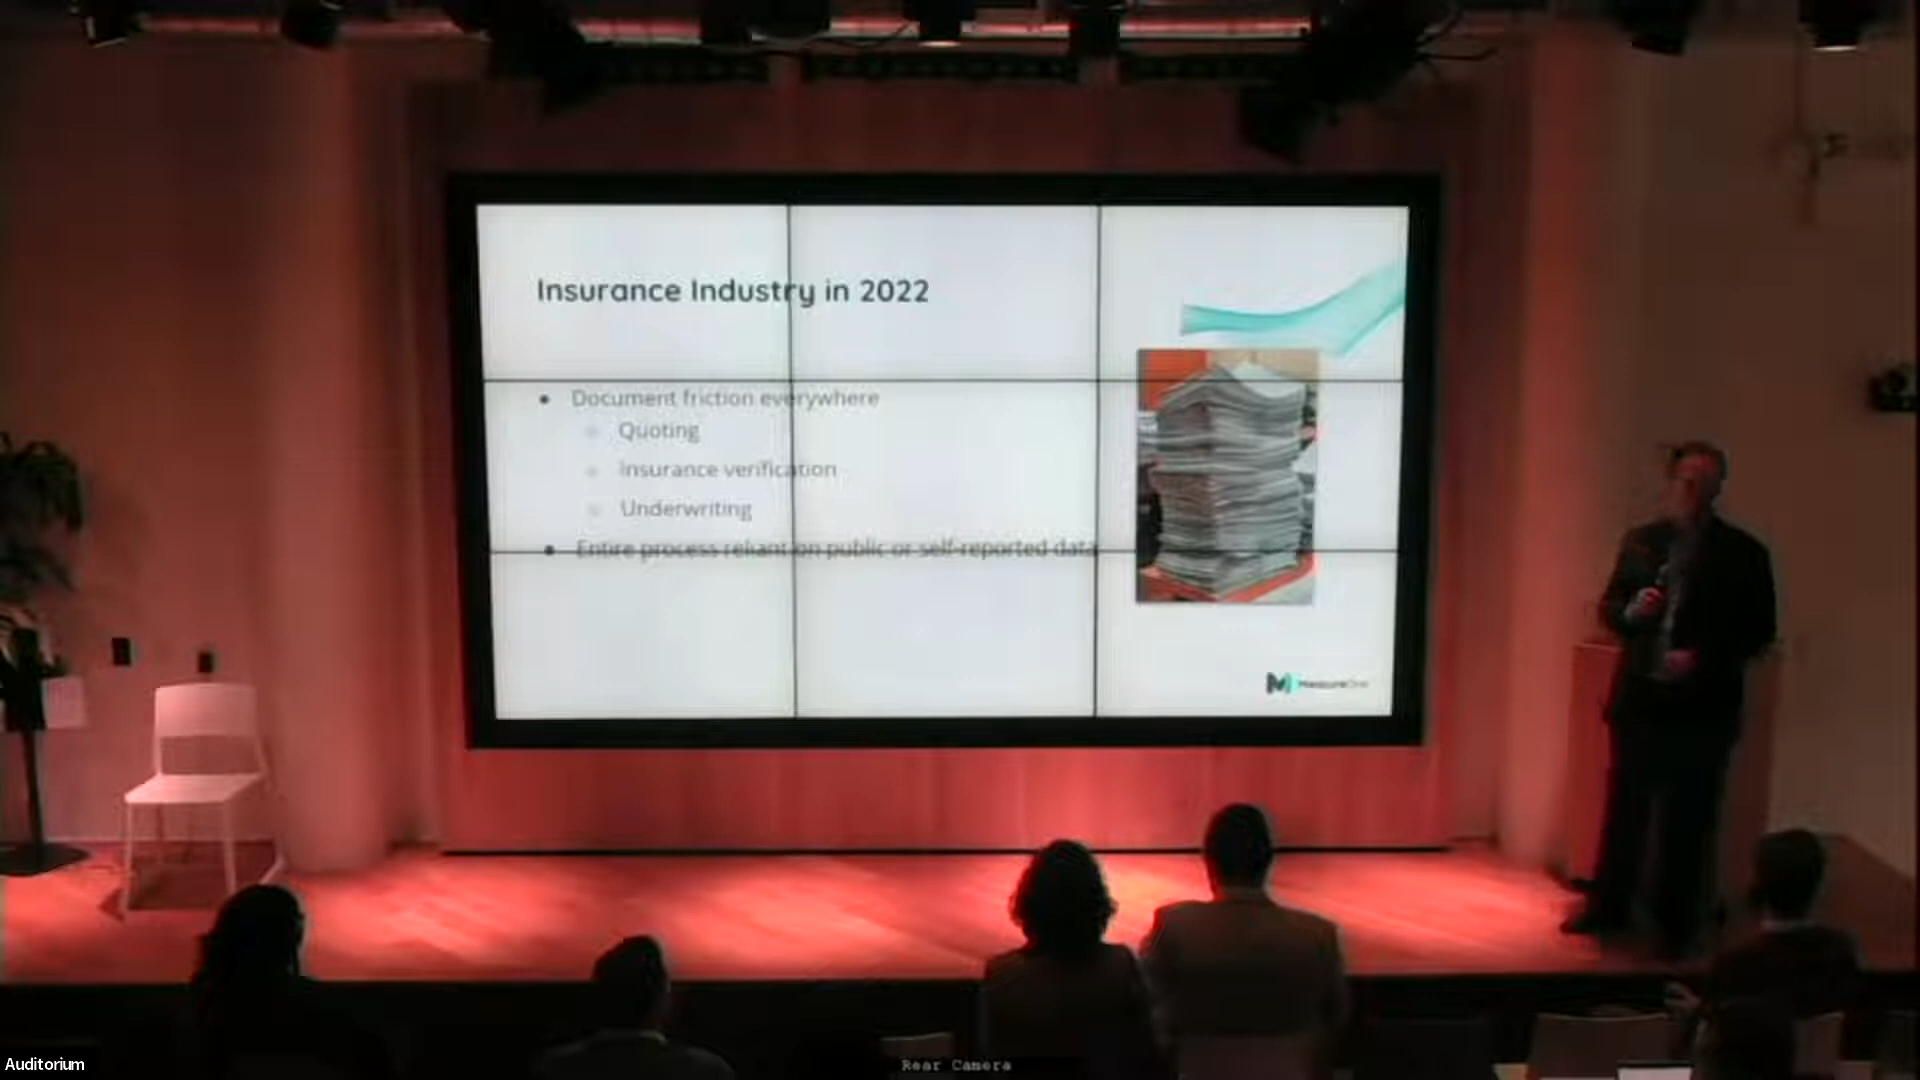 Insurance Industry in 2022
Document friction everywhere
Quoting
Insurance verification
Underwriting
Entire process reliant on public or self-reported data
MeasureOne
Auditorium
Rear Camera